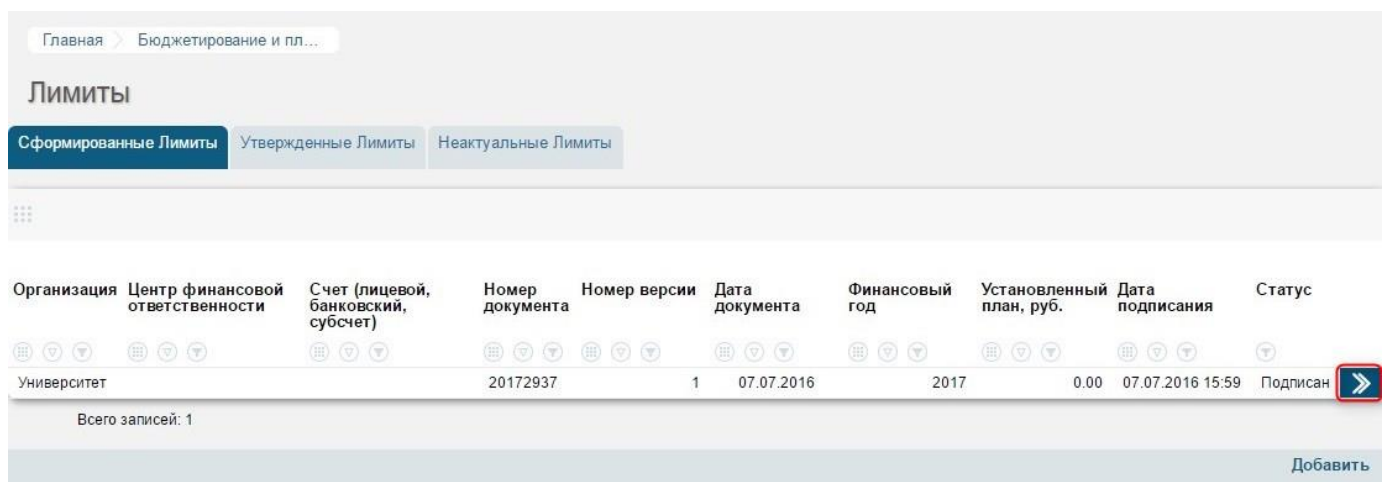 Главная Бюджетирование и пл...
Лимиты
Сформированные Лимиты Утвержденные Лимиты Неактуальные Лимиты
Организация Центр финансовой Счет (лицевой, Номер Номер версии Дата Финансовый Установленный Дата Статус
ответственности банковский, документа документа год план, руб. подписания
субсчет)
Университет 20172937 1 07.07.2016 2017 0.00 07.07.2016 15:59 Подписан
Всего записей: 1
Добавить